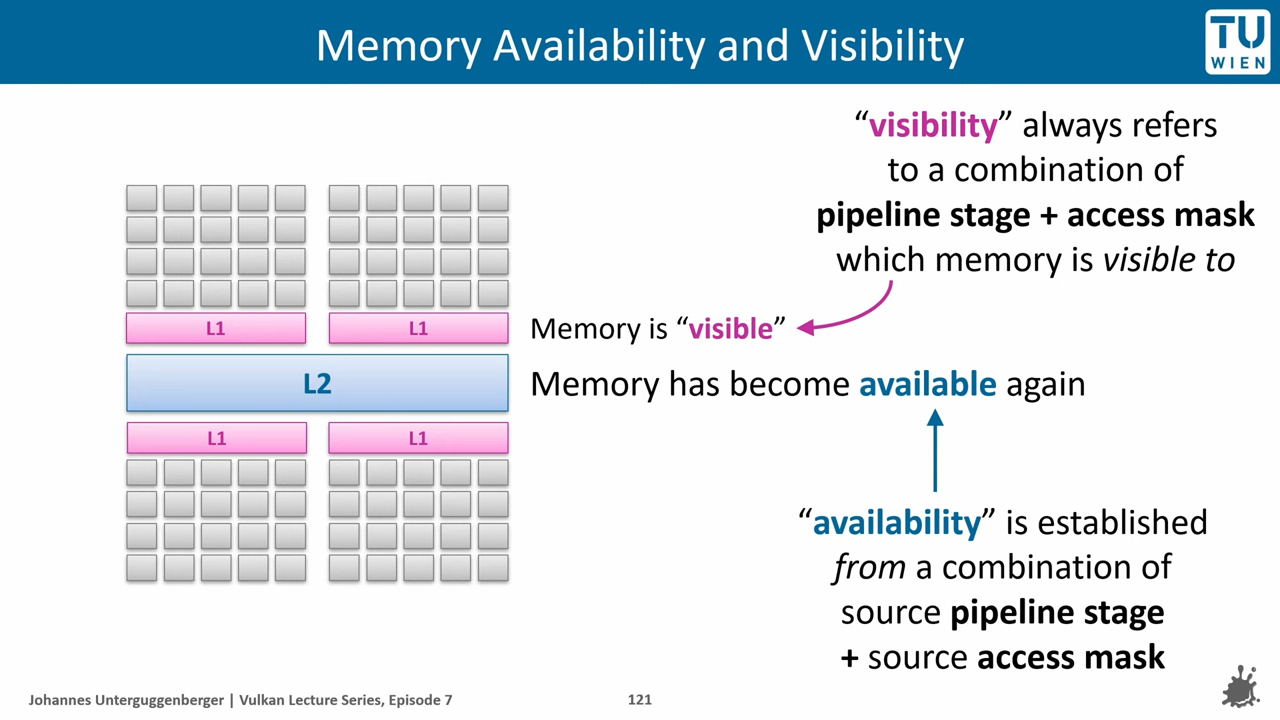 Memory Availability and Visibility
TU
WIEN
“visibility” always refers
to a combination of
pipeline stage + access mask
which memory is visible to
L1
L1
Memory is “visible”
L2
Memory has become available again
L1
L1
“availability” is established
from a combination of
source pipeline stage
+ source access mask
Johannes Unterguggenberger | Vulkan Lecture Series, Episode 7
121